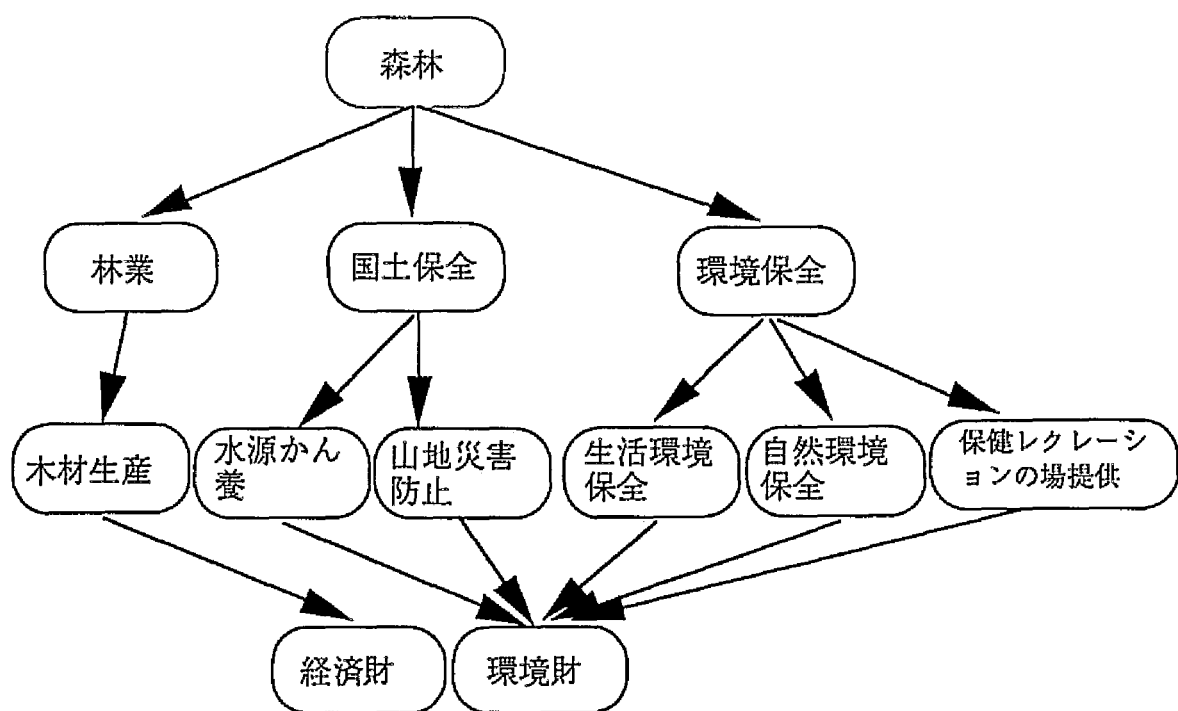 森林
林業
国土保全
環境保全
木材生産
水源かん
養
山地災害
防止
生活環境
保全
自然環境
保全
保健レクレーシ
ョンの場提供
経済財
環境財